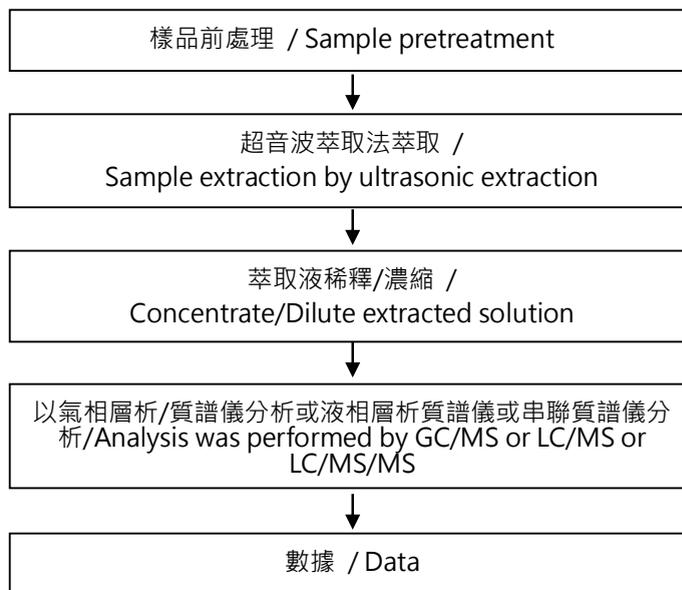 樣品前處理 / Sample pretreatment
超音波萃取法萃取 /
Sample extraction by ultrasonic extraction
萃取液稀釋/濃縮 /
Concentrate/Dilute extracted solution
以氣相層析/質譜儀分析或液相層析質譜儀或串聯質譜儀分
析/Analysis was performed by GC/MS or LC/MS or
LC/MS/MS
數據 / Data